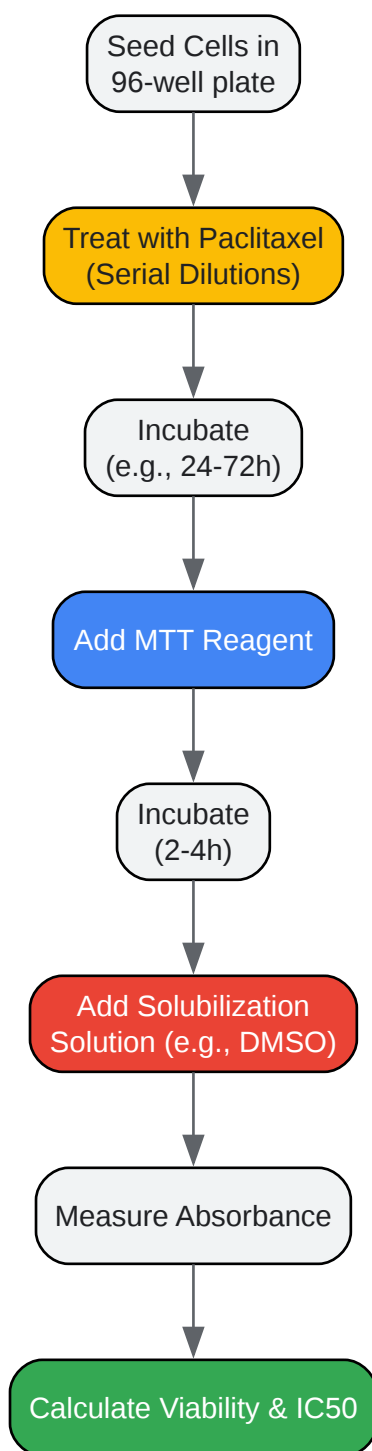 Seed Cells in
96-well plate
Treat with Paclitaxel
(Serial Dilutions)
Incubate
(e.g., 24-72h)
Add MTT Reagent
Incubate
(2-4h)
Add Solubilization
Solution (e.g., DMSO)
Measure Absorbance
Calculate Viability & IC50